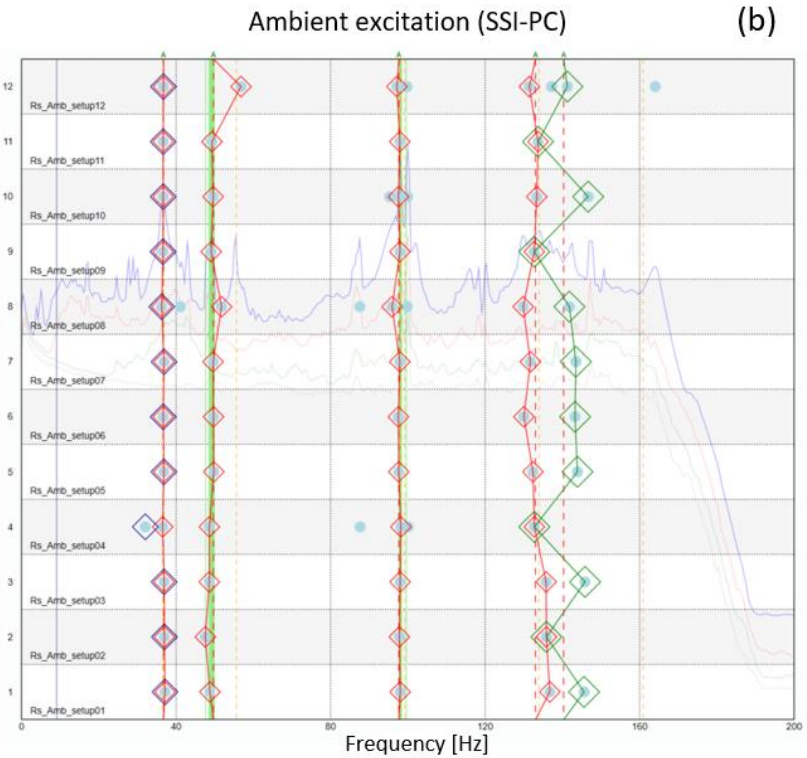 Ambient excitation (SSI-PC)
(b)
12
Rs_Amb_setup12
11
Rs_Amb_setup11
10
Rs_Amb_setup10
9
Rs_Amb_setup09
8
Rs_Amb_setup08
7
Rs_Amb_setup07
6
Rs_Amb_setup06
5
Rs_Amb_setup05
4
Rs_Amb_setup04
3
Rs_Amb_setup03
2
Rs_Amb_setup02
1
Rs_Amb_setup01
0 40 80 120 160 200
Frequency [Hz]